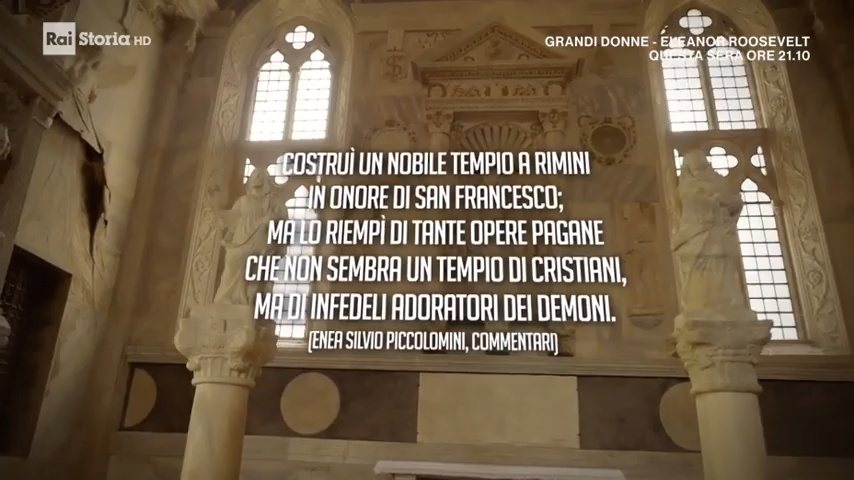 Rai Storia HD
GRANDI DONNE - ELEANOR ROOSEVELT
QUESTA SERA ORE 21.10
COSTRUÌ UN NOBILE TEMPIO A RIMINI
IN ONORE DI SAN FRANCESCO;
MA LO RIEMPÌ DI TANTE OPERE PAGANE
CHE NON SEMBRA UN TEMPIO DI CRISTIANI,
MA DI INFEDELI ADORATORI DEI DEMONI.
(ENEA SILVIO PICCOLOMINI, COMMENTARI)